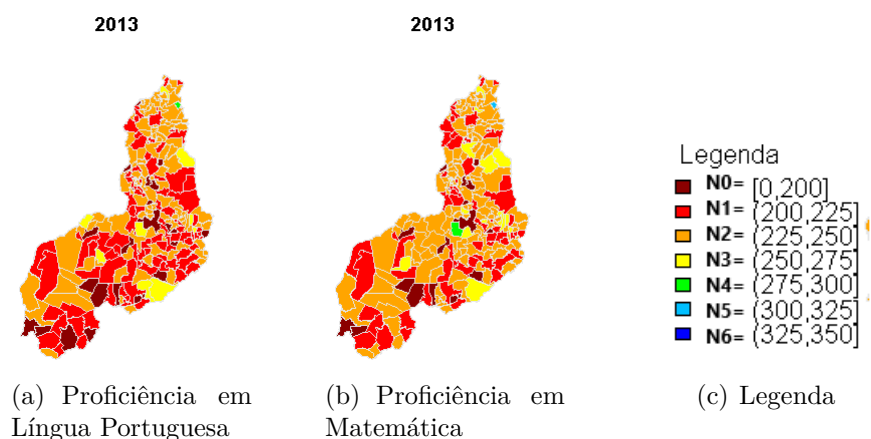 2013
2013
Legenda
N0= [0,200]
N1= (200,225]
N2= (225,250]
N3= (250,275]
N4= (275,300]
N5= (300,325]
N6= (325,350]
(a) Proficiência em
Língua Portuguesa
(b) Proficiência em
Matemática
(c) Legenda